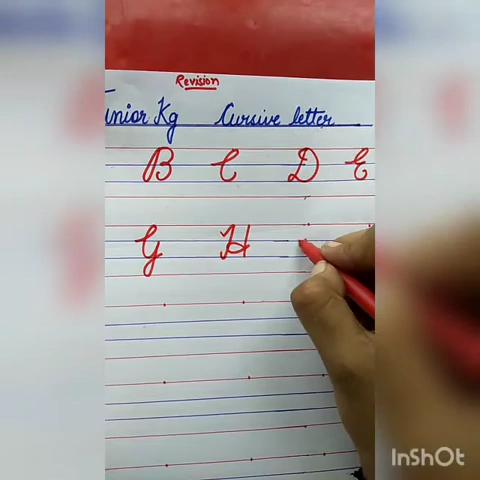 Revision
Junior Kg Cursive letter
B C D E
G H
InShOt